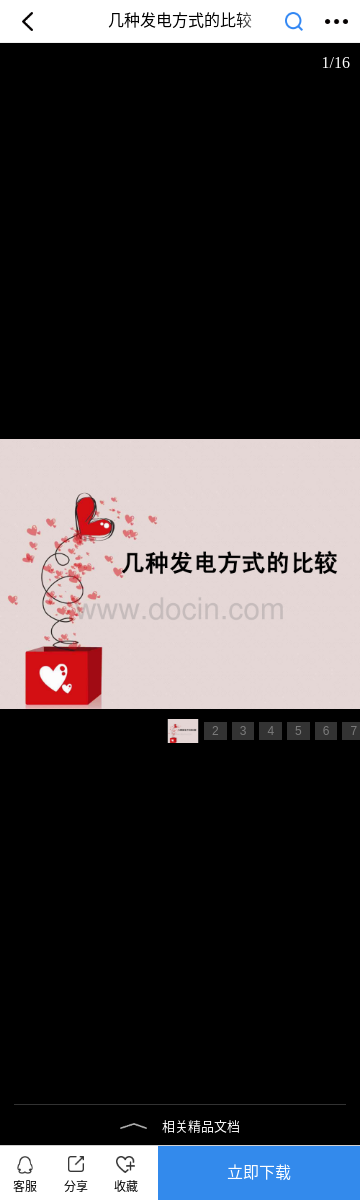 几种发电方式的比较
1/16
几种发电方式的比较
www.docin.com
2 3 4 5 6 7
相关精品文档
客服 分享 收藏 立即下载